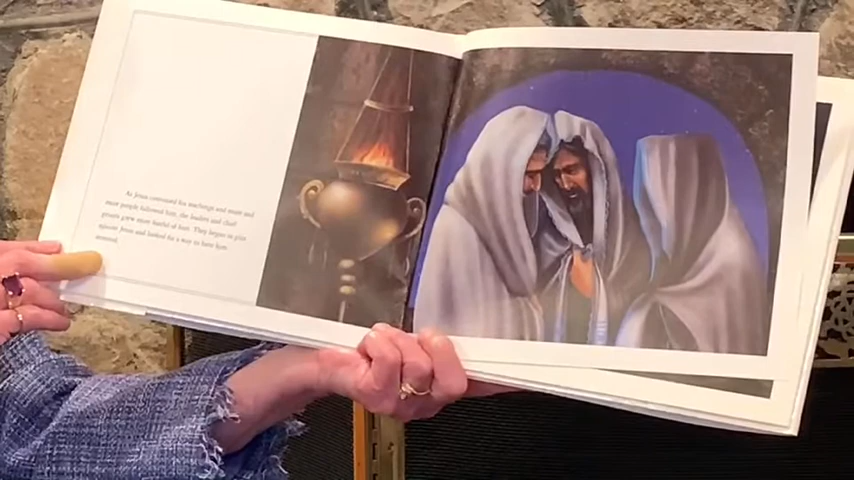 As Jesus continued his teachings and more and
more people followed him, the leaders and chief
priests grew more fearful of him. They began to plot
against Jesus and looked for a way to have him
arrested.